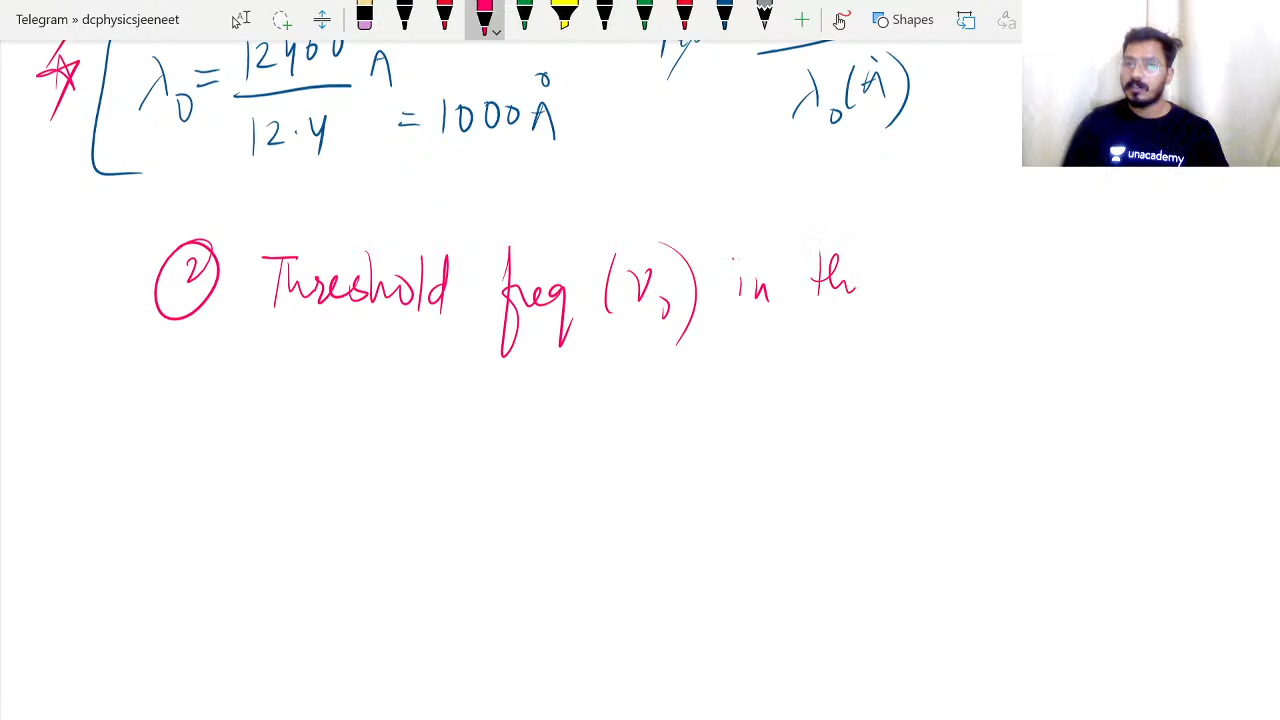 Telegram » dcphysicsjeeneet
Shapes
λ₀ = 12400 / 12.4 A = 1000 Å
λ₀(Å)
unacademy
② Threshold freq (ν₀) in th